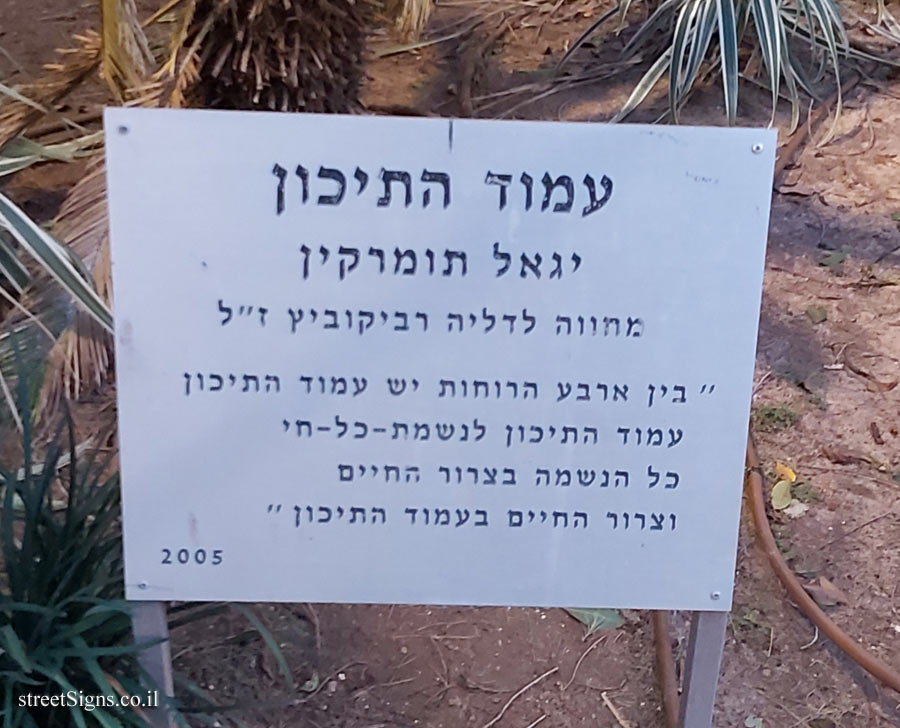 עמוד התיכון
יגאל תומרקין
מחווה לדליה רביקוביץ ז״ל
״בין ארבע הרוחות יש עמוד התיכון
עמוד התיכון לנשמת-כל-חי
כל הנשמה בצרור החיים
וצרור החיים בעמוד התיכון״
2005
streetSigns.co.il